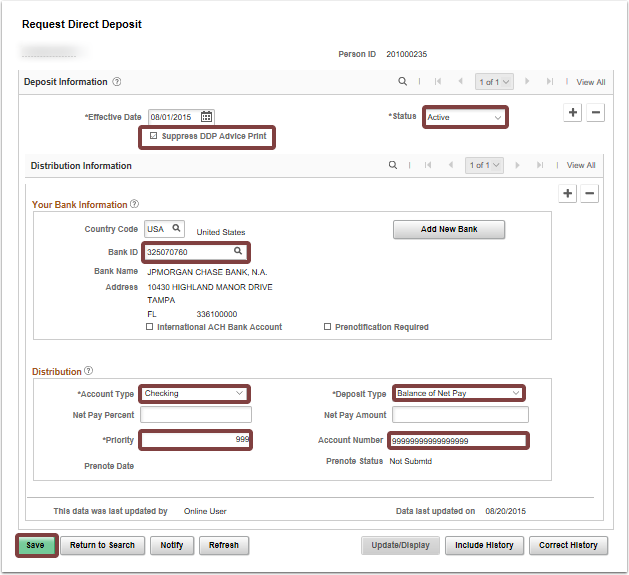 Request Direct Deposit
Person ID 201000235
Deposit Information ? 1 of 1 View All
*Effective Date 08/01/2015 *Status Active
Suppress DDP Advice Print
Distribution Information 1 of 1 View All
Your Bank Information ?
Country Code USA United States Add New Bank
Bank ID 325070760
Bank Name JPMORGAN CHASE BANK, N.A.
Address 10430 HIGHLAND MANOR DRIVE
TAMPA
FL 336100000
International ACH Bank Account Prenotification Required
Distribution ?
*Account Type Checking *Deposit Type Balance of Net Pay
Net Pay Percent Net Pay Amount
*Priority 999 Account Number 99999999999999999
Prenote Date Prenote Status Not Submtd
This data was last updated by Online User Data last updated on 08/20/2015
Save Return to Search Notify Refresh Update/Display Include History Correct History